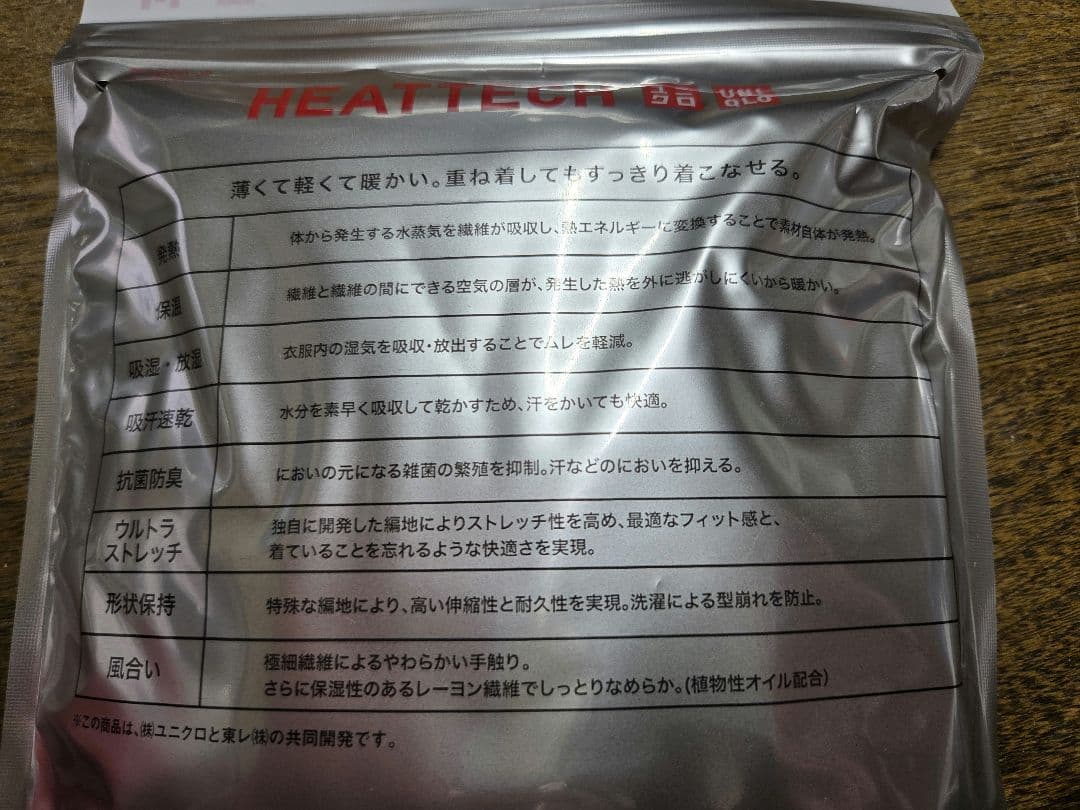 HEATTECH ユニクロ UNIQLO
薄くて軽くて暖かい。重ね着してもすっきり着こなせる。
発熱 体から発生する水蒸気を繊維が吸収し、熱エネルギーに変換することで素材自体が発熱。
保温 繊維と繊維の間にできる空気の層が、発生した熱を外に逃がしにくいから暖かい。
吸湿・放湿 衣服内の湿気を吸収・放出することでムレを軽減。
吸汗速乾 水分を素早く吸収して乾かすため、汗をかいても快適。
抗菌防臭 においの元になる雑菌の繁殖を抑制。汗などのにおいを抑える。
ウルトラ
ストレッチ
独自に開発した編地によりストレッチ性を高め、最適なフィット感と、
着ていることを忘れるような快適さを実現。
形状保持 特殊な編地により、高い伸縮性と耐久性を実現。洗濯による型崩れを防止。
風合い
極細繊維によるやわらかい手触り。
さらに保湿性のあるレーヨン繊維でしっとりなめらか。(植物性オイル配合)
※この商品は、㈱ユニクロと東レ㈱の共同開発です。